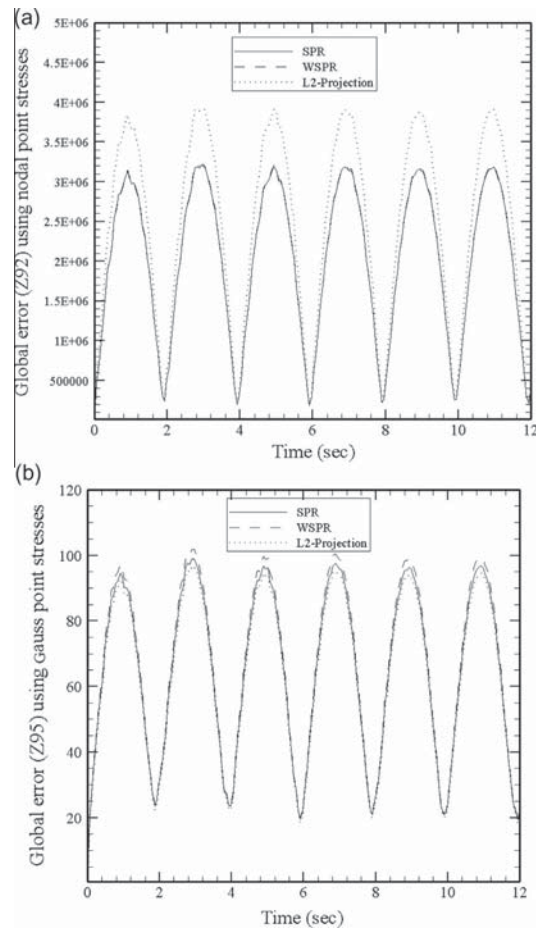 (a)
5E+06
4.5E+06
4E+06
3.5E+06
3E+06
2.5E+06
2E+06
1.5E+06
1E+06
500000
Global error (Z92) using nodal point stresses
SPR
WSPR
L2-Projection
0 2 4 6 8 10 12
Time (sec)
(b)
120
100
80
60
40
20
Global error (Z95) using Gauss point stresses
SPR
WSPR
L2-Projection
0 2 4 6 8 10 12
Time (sec)